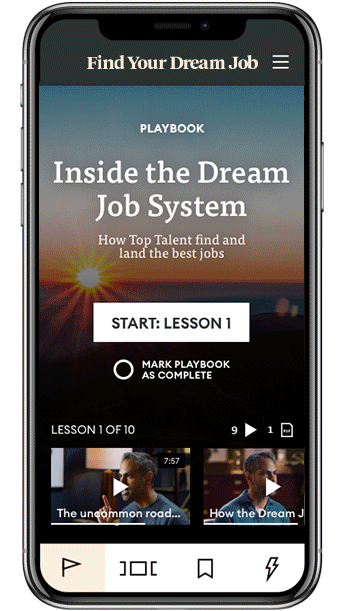 Find Your Dream Job
PLAYBOOK
Inside the Dream
Job System
How Top Talent find and
land the best jobs
START: LESSON 1
MARK PLAYBOOK
AS COMPLETE
LESSON 1 OF 10
9 1
7:57
The uncommon road...
How the Dream J